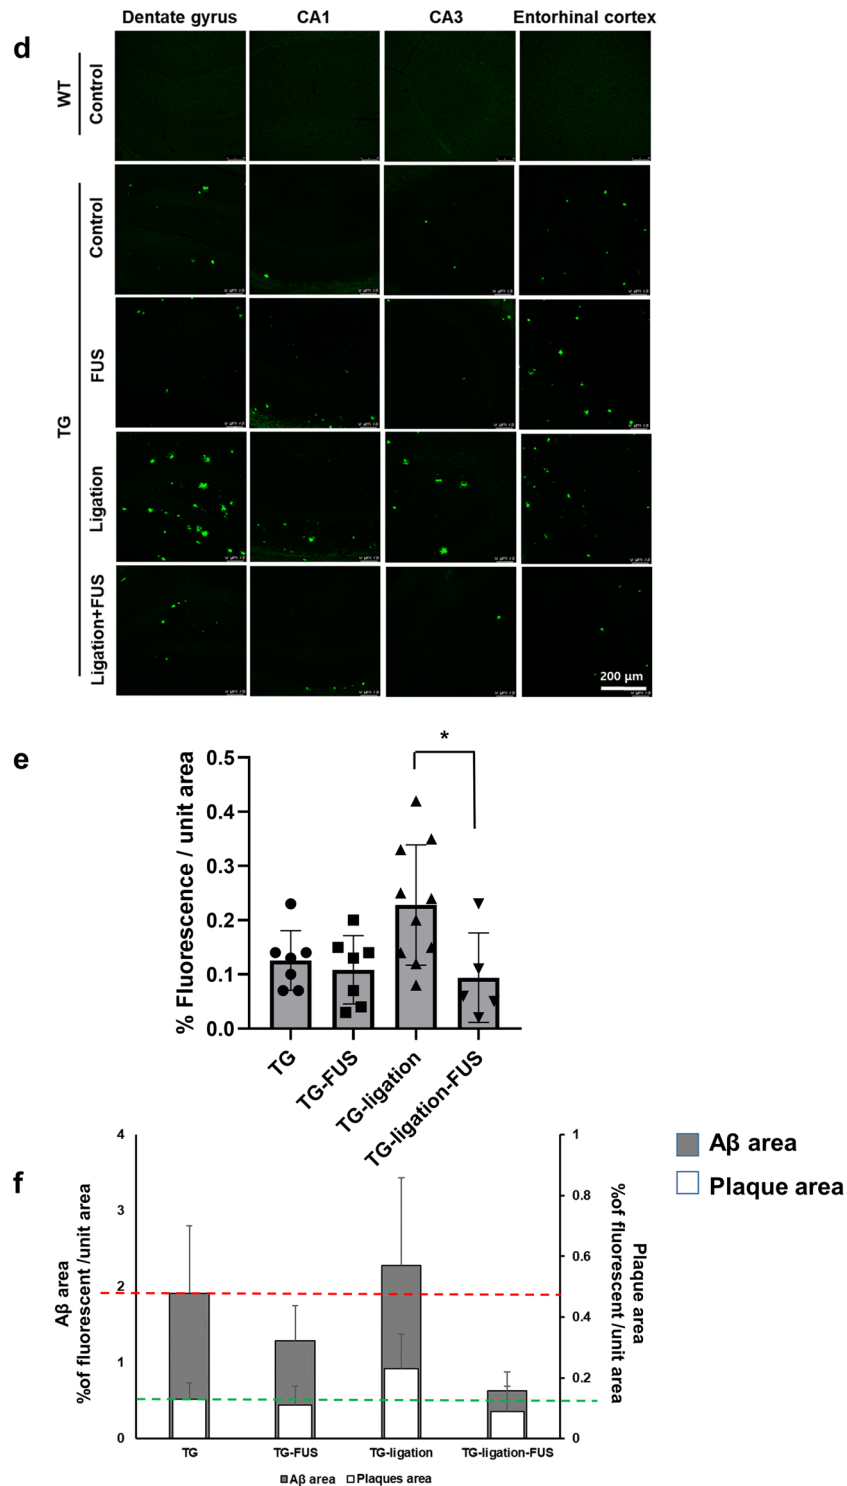 Dentate gyrus CA1 CA3 Entorhinal cortex
d
WT
Control
TG
Control
FUS
Ligation
Ligation+FUS
200 µm
e
*
% Fluorescence / unit area
0.5
0.4
0.3
0.2
0.1
0.0
TG
TG-FUS
TG-ligation
TG-ligation-FUS
f
Aβ area
%of fluorescent /unit area
4
3
2
1
0
1
0.8
0.6
0.4
0.2
0
Plaque area
%of fluorescent /unit area
Aβ area
Plaque area
TG TG-FUS TG-ligation TG-ligation-FUS
Aβ area Plaques area